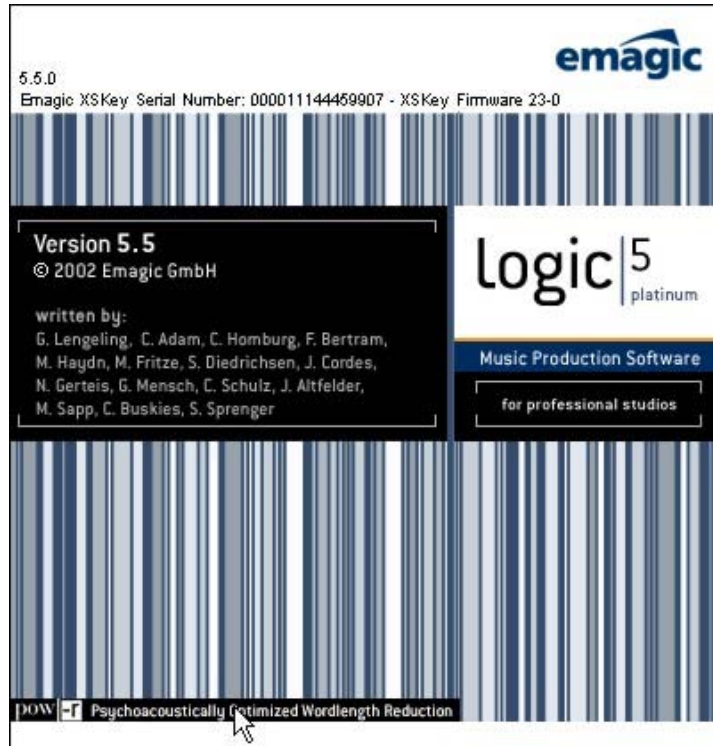 emagic
5.5.0
Emagic XSKey Serial Number: 000011144459907 - XSKey Firmware 23-0
Version 5.5
© 2002 Emagic GmbH
written by:
G. Lengeling, C. Adam, C. Homburg, F. Bertram,
M. Haydn, M. Fritze, S. Diedrichsen, J. Cordes,
N. Gerteis, G. Mensch, C. Schulz, J. Altfelder,
M. Sapp, C. Buskies, S. Sprenger
logic 5
platinum
Music Production Software
for professional studios
pow-r Psychoacoustically Optimized Wordlength Reduction